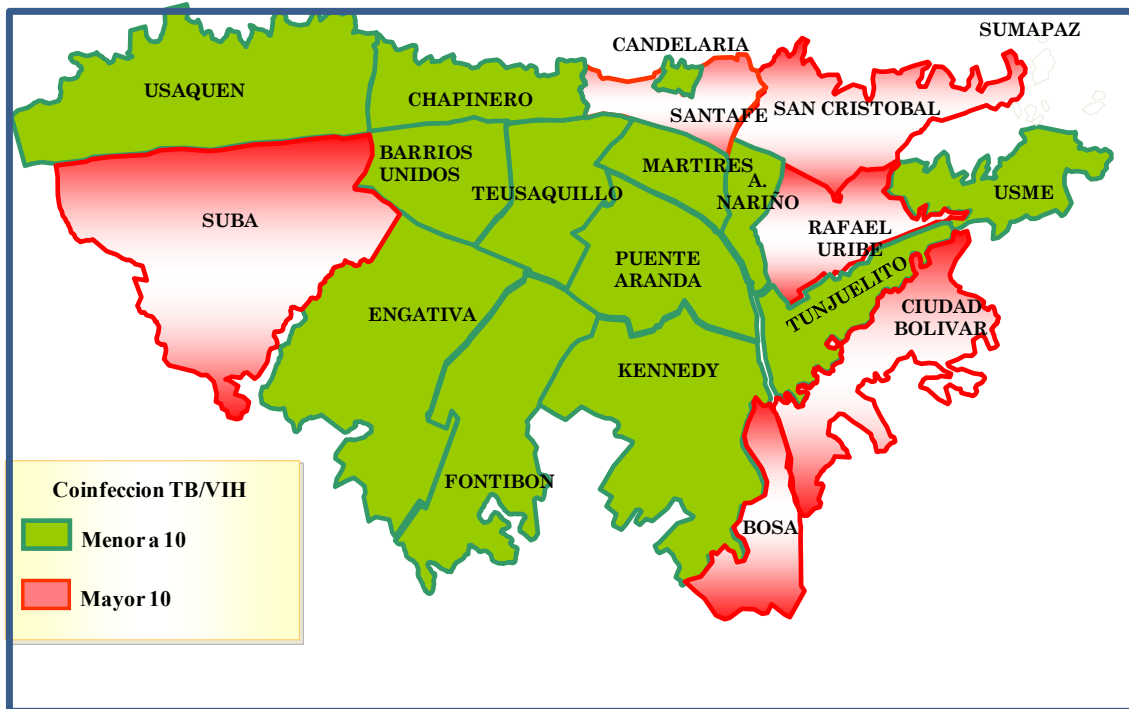 SUMAPAZ
CANDELARIA
USAQUEN
CHAPINERO
SANTAFE
SAN CRISTOBAL
BARRIOS
UNIDOS
MARTIRES
TEUSAQUILLO
A.
NARIÑO
USME
SUBA
RAFAEL
URIBE
PUENTE
ARANDA
TUNJUELITO
ENGATIVA
CIUDAD
BOLIVAR
KENNEDY
FONTIBON
BOSA
Coinfeccion TB/VIH
Menor a 10
Mayor 10